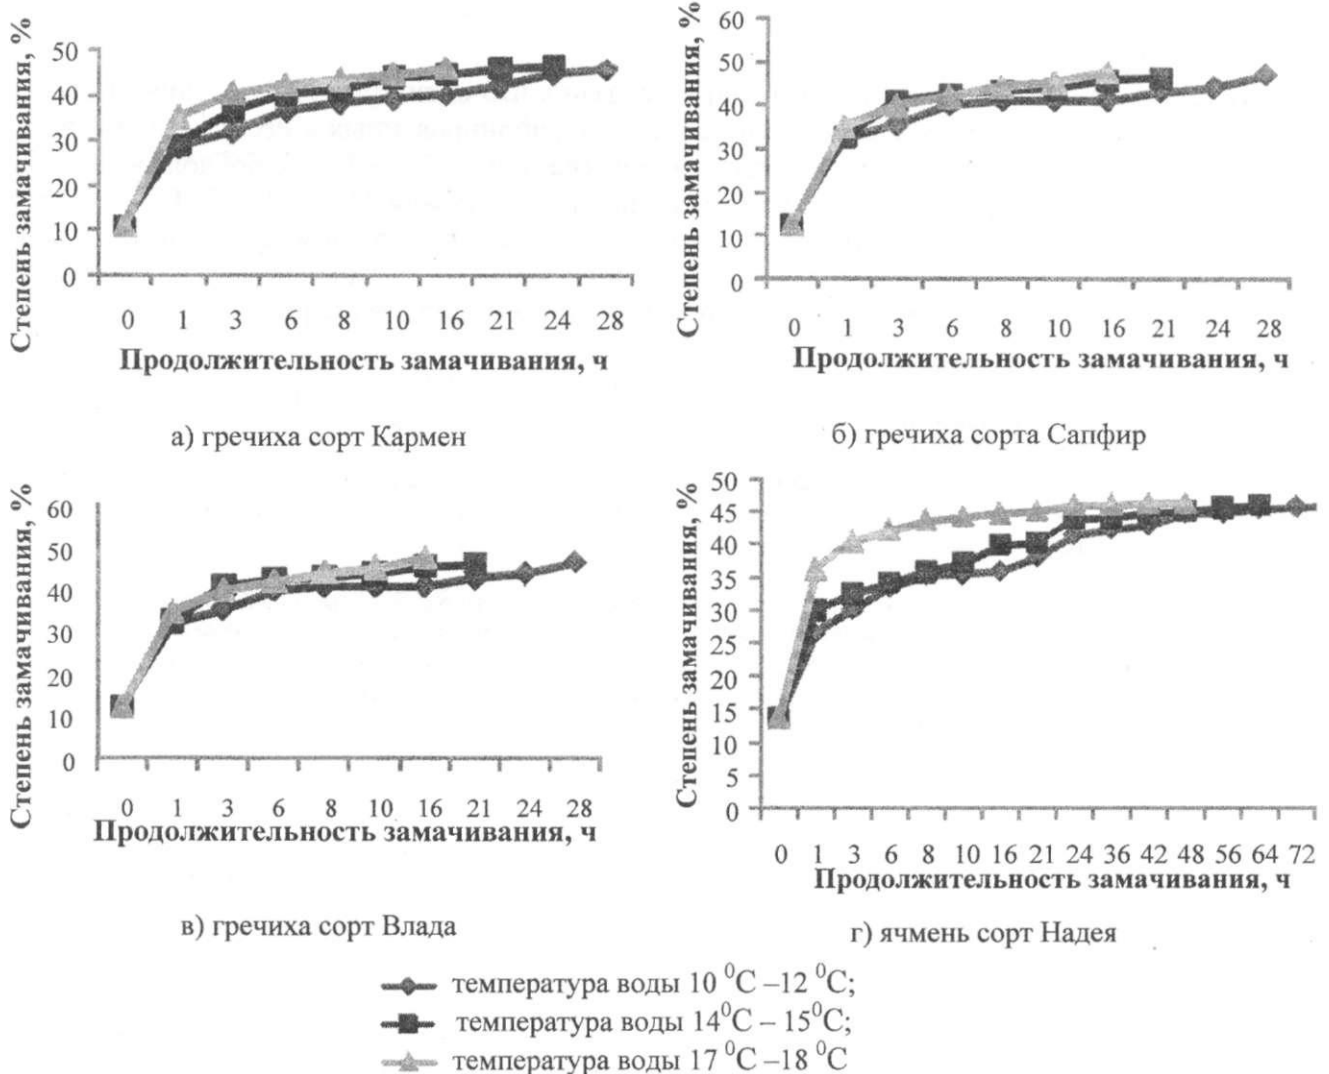 Степень замачивания, %
50
40
30
20
10
0
0 1 3 6 8 10 16 21 24 28
Продолжительность замачивания, ч
а) гречиха сорт Кармен
Степень замачивания, %
60
50
40
30
20
10
0
0 1 3 6 8 10 16 21 24 28
Продолжительность замачивания, ч
б) гречиха сорта Сапфир
Степень замачивания, %
60
50
40
30
20
10
0
0 1 3 6 8 10 16 21 24 28
Продолжительность замачивания, ч
в) гречиха сорт Влада
Степень замачивания, %
50
45
40
35
30
25
20
15
10
5
0
0 1 3 6 8 10 16 21 24 36 42 48 56 64 72
Продолжительность замачивания, ч
г) ячмень сорт Надея
температура воды 10 ⁰С –12 ⁰С;
температура воды 14⁰С – 15⁰С;
температура воды 17 ⁰С –18 ⁰С